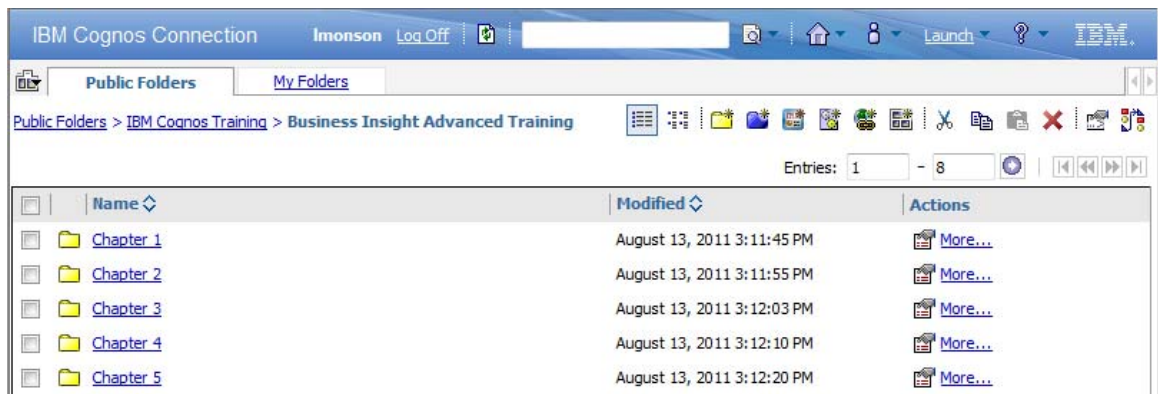 IBM Cognos Connection lmonson Log Off Launch IBM.
Public Folders My Folders
Public Folders > IBM Cognos Training > Business Insight Advanced Training
Entries: 1 - 8
Name Modified Actions
Chapter 1 August 13, 2011 3:11:45 PM More...
Chapter 2 August 13, 2011 3:11:55 PM More...
Chapter 3 August 13, 2011 3:12:03 PM More...
Chapter 4 August 13, 2011 3:12:10 PM More...
Chapter 5 August 13, 2011 3:12:20 PM More...